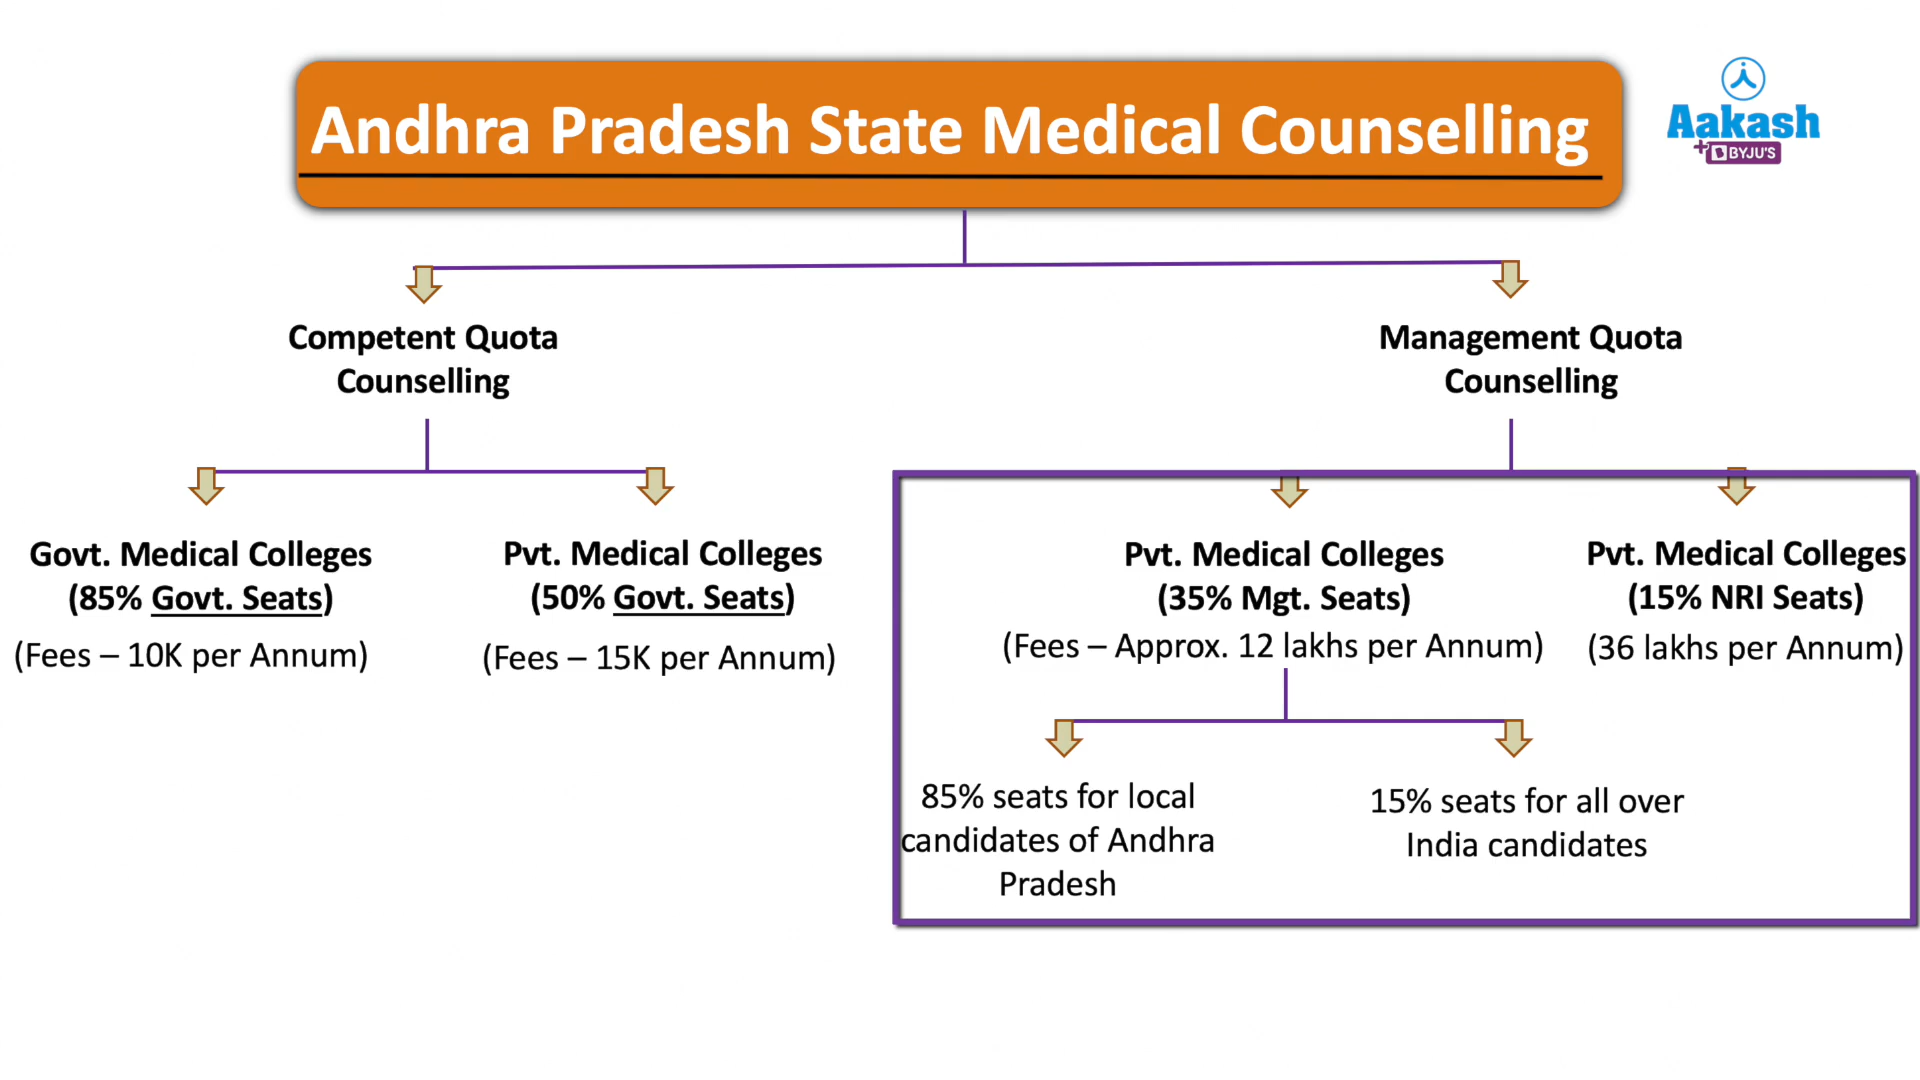 Andhra Pradesh State Medical Counselling
Aakash
+ BYJU'S
Competent Quota
Counselling
Management Quota
Counselling
Govt. Medical Colleges
(85% Govt. Seats)
(Fees – 10K per Annum)
Pvt. Medical Colleges
(50% Govt. Seats)
(Fees – 15K per Annum)
Pvt. Medical Colleges
(35% Mgt. Seats)
(Fees – Approx. 12 lakhs per Annum)
Pvt. Medical Colleges
(15% NRI Seats)
(36 lakhs per Annum)
85% seats for local
candidates of Andhra
Pradesh
15% seats for all over
India candidates